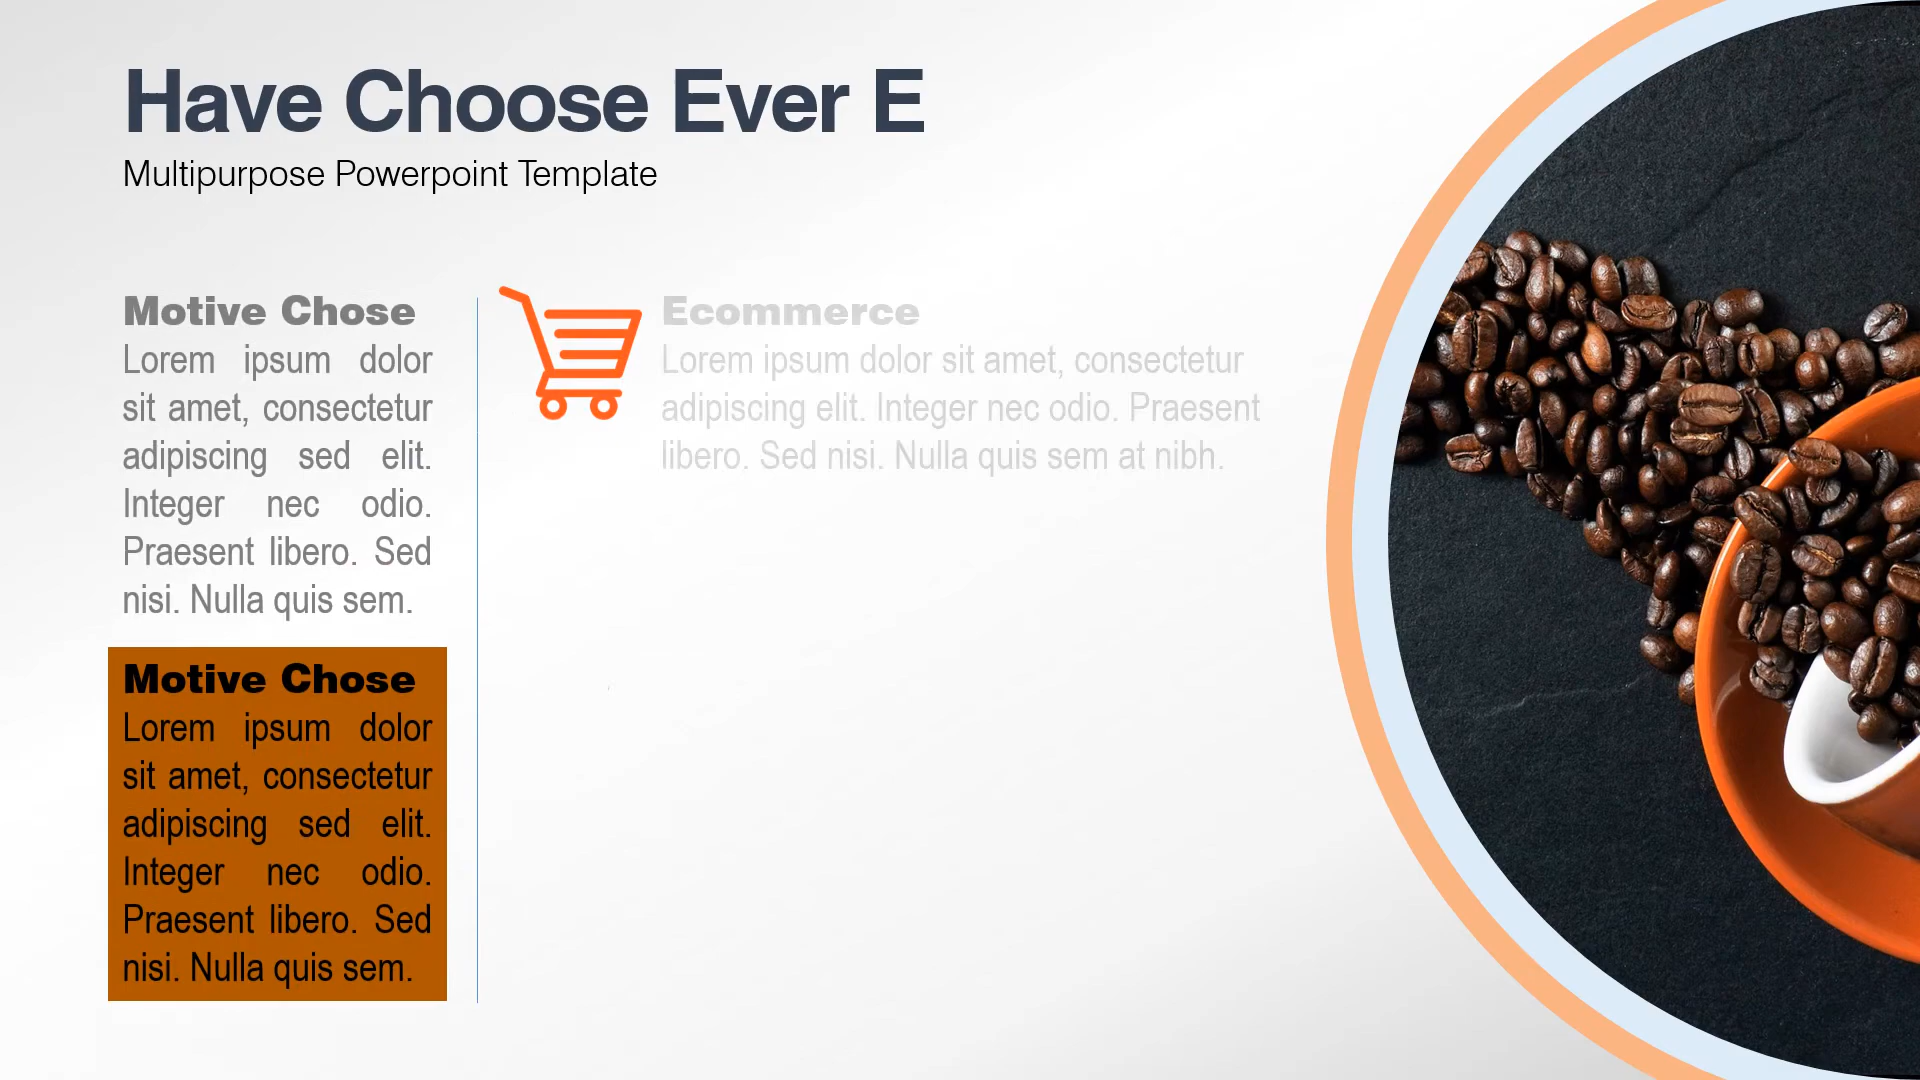 Have Choose Ever E
Multipurpose Powerpoint Template
Motive Chose
Lorem ipsum dolor
sit amet, consectetur
adipiscing sed elit.
Integer nec odio.
Praesent libero. Sed
nisi. Nulla quis sem.
Motive Chose
Lorem ipsum dolor
sit amet, consectetur
adipiscing sed elit.
Integer nec odio.
Praesent libero. Sed
nisi. Nulla quis sem.
Ecommerce
Lorem ipsum dolor sit amet, consectetur
adipiscing elit. Integer nec odio. Praesent
libero. Sed nisi. Nulla quis sem at nibh.